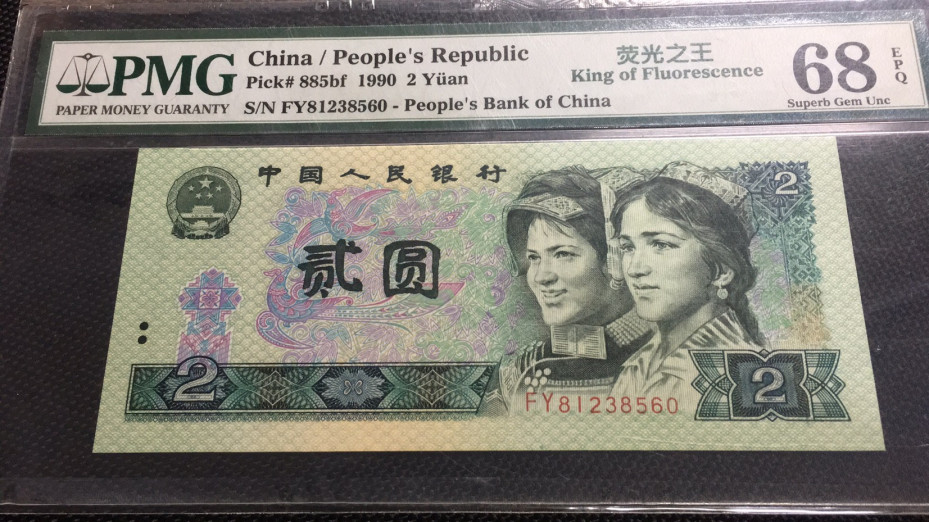 PMG
PAPER MONEY GUARANTY
China / People's Republic
Pick# 885bf 1990 2 Yüan
S/N FY81238560 - People's Bank of China
荧光之王
King of Fluorescence
68
EPQ
Superb Gem Unc
中国人民银行
2
贰圆
2
FY81238560
2